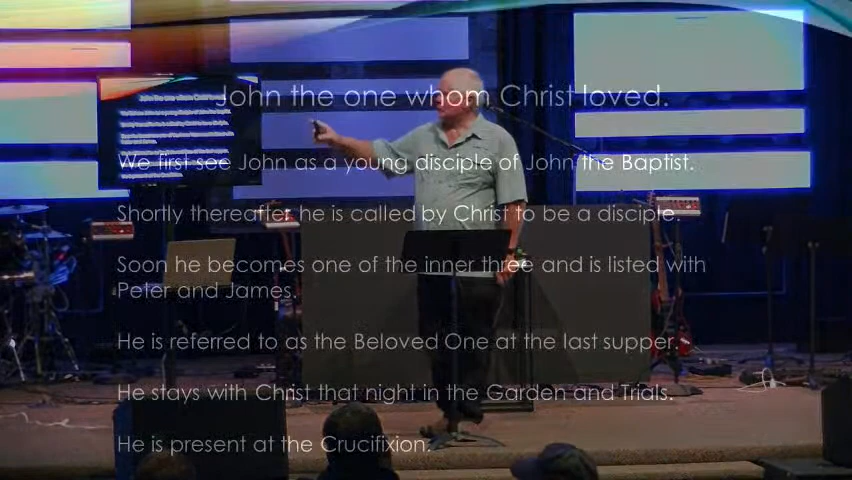 John the one whom Christ loved.
We first see John as a young disciple of John the Baptist.
Shortly thereafter he is called by Christ to be a disciple.
Soon he becomes one of the inner three and is listed with
Peter and James.
He is referred to as the Beloved One at the last supper.
He stays with Christ that night in the Garden and Trials.
He is present at the Crucifixion.